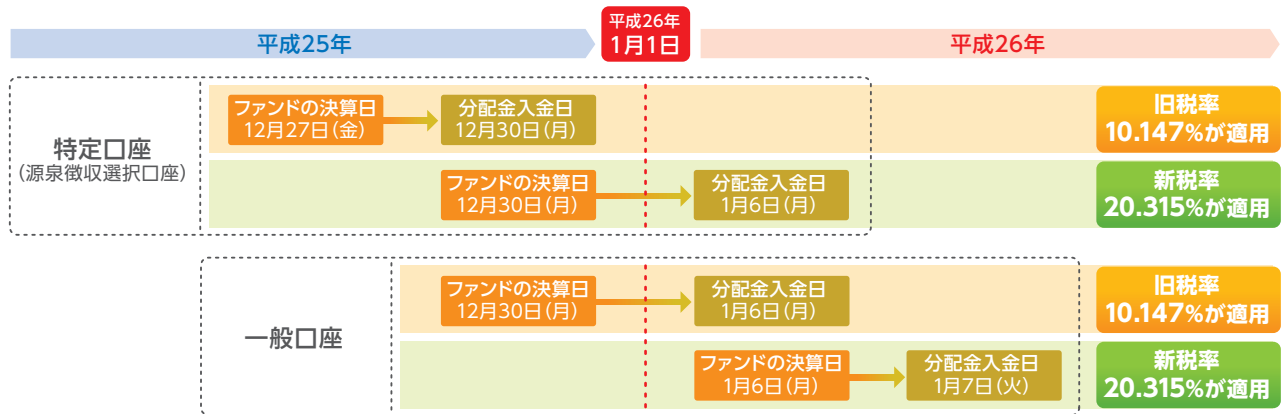 平成25年
平成26年
1月1日
平成26年
特定口座
(源泉徴収選択口座)
ファンドの決算日
12月27日(金)
分配金入金日
12月30日(月)
旧税率
10.147%が適用
ファンドの決算日
12月30日(月)
分配金入金日
1月6日(月)
新税率
20.315%が適用
一般口座
ファンドの決算日
12月30日(月)
分配金入金日
1月6日(月)
旧税率
10.147%が適用
ファンドの決算日
1月6日(月)
分配金入金日
1月7日(火)
新税率
20.315%が適用